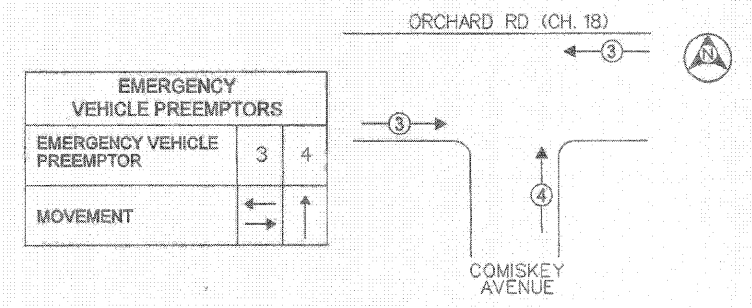 ORCHARD RD (CH. 18)
3
N
EMERGENCY
VEHICLE PREEMPTORS
EMERGENCY VEHICLE
PREEMPTOR
3 4
MOVEMENT
3
4
COMISKEY
AVENUE